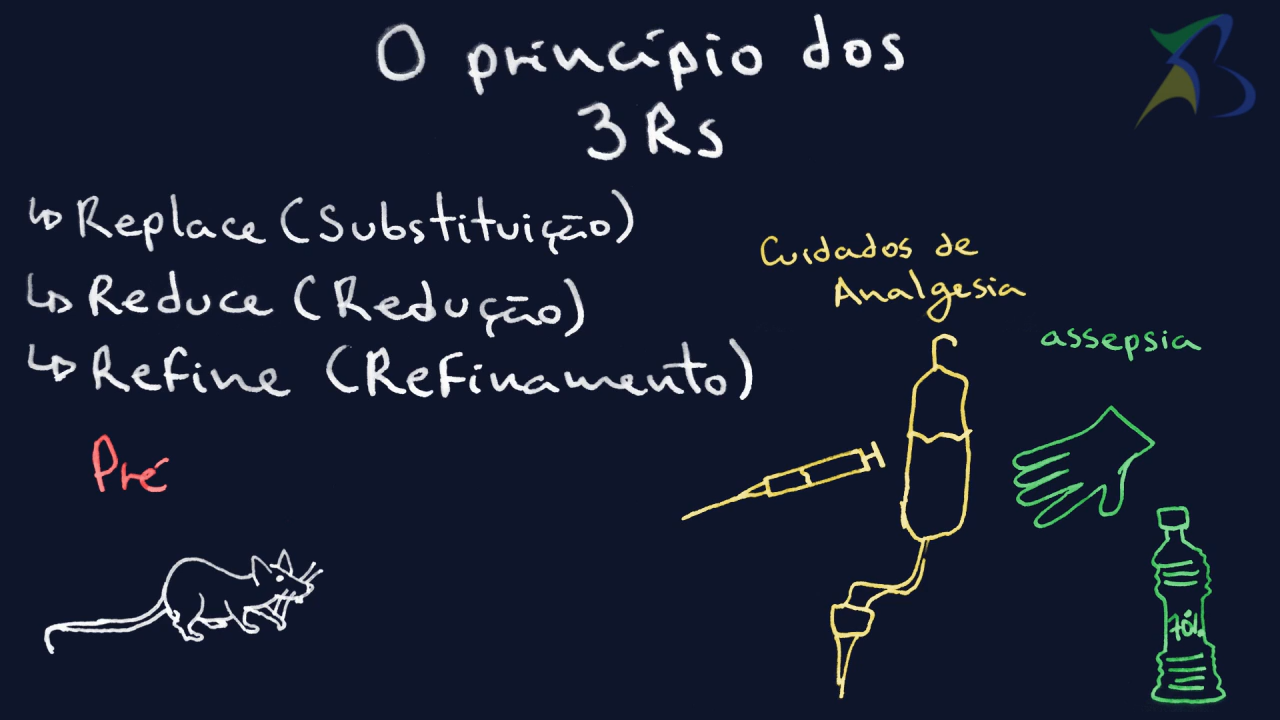 O princípio dos
3Rs
↳ Replace (Substituição)
↳ Reduce (Redução)
↳ Refine (Refinamento)
Pré
Cuidados de
Analgesia
assepsia
70%